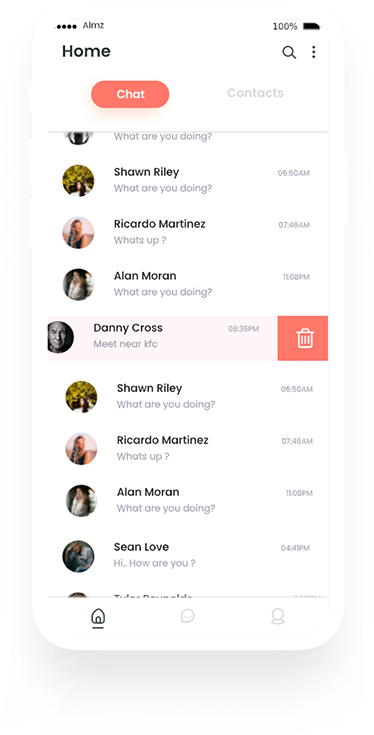 Almz 100%
Home
Chat Contacts
What are you doing?
Shawn Riley 06:50AM
What are you doing?
Ricardo Martinez 07;46AM
Whats up ?
Alan Moran 11:08PM
What are you doing?
Danny Cross 08:35PM
Meet near kfc
Shawn Riley 06:50AM
What are you doing?
Ricardo Martinez 07;46AM
Whats up ?
Alan Moran 11:08PM
What are you doing?
Sean Love 04:41PM
Hi.. How are you ?
Tyler Reynolds